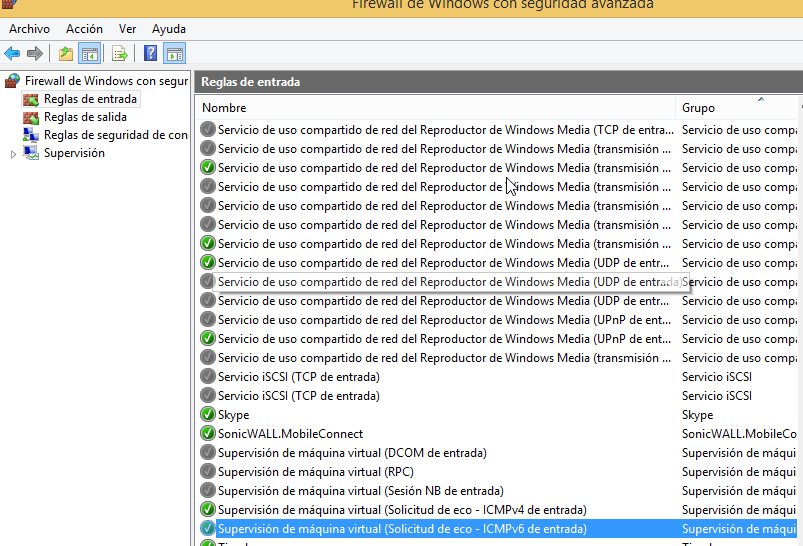 Firewall de Windows con seguridad avanzada
Archivo Acción Ver Ayuda
Firewall de Windows con segur
Reglas de entrada
Reglas de salida
Reglas de seguridad de con
Supervisión
Reglas de entrada
Nombre Grupo
Servicio de uso compartido de red del Reproductor de Windows Media (TCP de entra... Servicio de uso compa
Servicio de uso compartido de red del Reproductor de Windows Media (transmisión ... Servicio de uso compa
Servicio de uso compartido de red del Reproductor de Windows Media (transmisión ... Servicio de uso compa
Servicio de uso compartido de red del Reproductor de Windows Media (transmisión ... Servicio de uso compa
Servicio de uso compartido de red del Reproductor de Windows Media (transmisión ... Servicio de uso compa
Servicio de uso compartido de red del Reproductor de Windows Media (transmisión ... Servicio de uso compa
Servicio de uso compartido de red del Reproductor de Windows Media (transmisión ... Servicio de uso compa
Servicio de uso compartido de red del Reproductor de Windows Media (UDP de entr... Servicio de uso compa
Servicio de uso compartido de red del Reproductor de Windows Media (UDP de entrada) Servicio de uso compa
Servicio de uso compartido de red del Reproductor de Windows Media (UDP de entr... Servicio de uso compa
Servicio de uso compartido de red del Reproductor de Windows Media (UPnP de ent... Servicio de uso compa
Servicio de uso compartido de red del Reproductor de Windows Media (UPnP de ent... Servicio de uso compa
Servicio de uso compartido de red del Reproductor de Windows Media (transmisión ... Servicio de uso compa
Servicio iSCSI (TCP de entrada) Servicio iSCSI
Servicio iSCSI (TCP de entrada) Servicio iSCSI
Skype Skype
SonicWALL.MobileConnect SonicWALL.MobileCo
Supervisión de máquina virtual (DCOM de entrada) Supervisión de máqui
Supervisión de máquina virtual (RPC) Supervisión de máqui
Supervisión de máquina virtual (Sesión NB de entrada) Supervisión de máqui
Supervisión de máquina virtual (Solicitud de eco - ICMPv4 de entrada) Supervisión de máqui
Supervisión de máquina virtual (Solicitud de eco - ICMPv6 de entrada) Supervisión de máqui